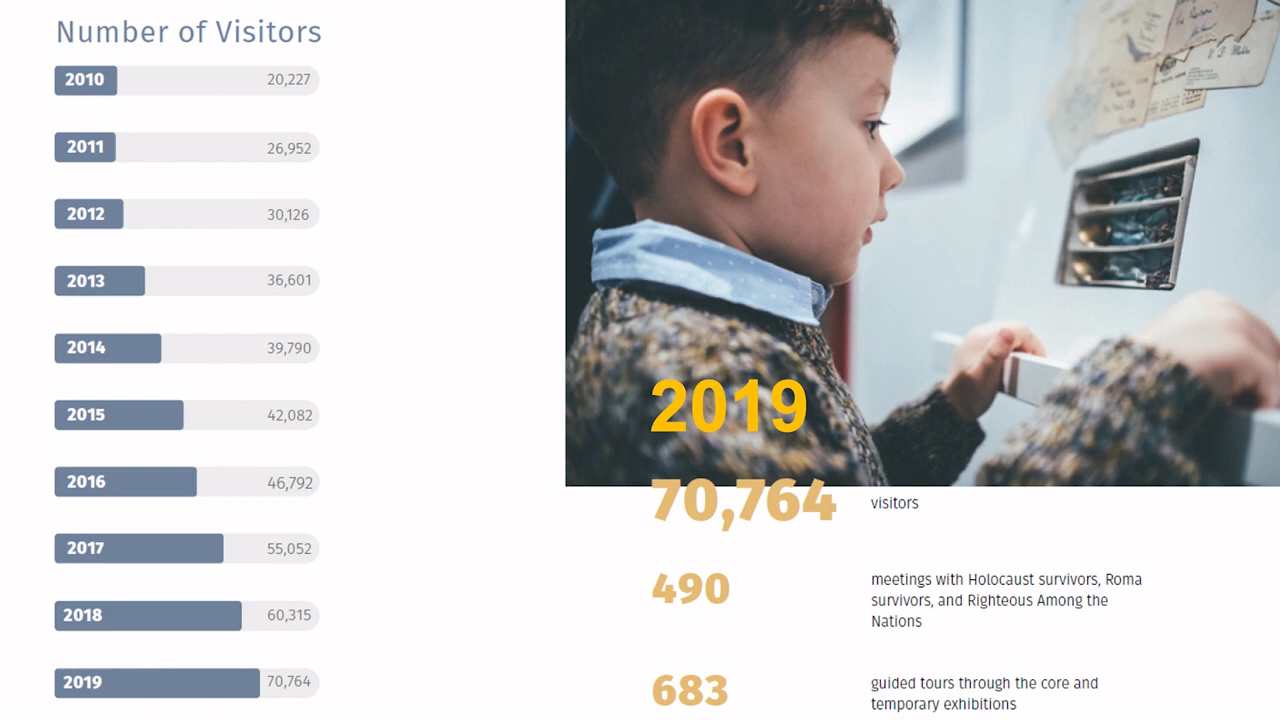 Number of Visitors
2010 20,227
2011 26,952
2012 30,126
2013 36,601
2014 39,790
2015 42,082
2016 46,792
2017 55,052
2018 60,315
2019 70,764
2019
70,764 visitors
490 meetings with Holocaust survivors, Roma
survivors, and Righteous Among the
Nations
683 guided tours through the core and
temporary exhibitions